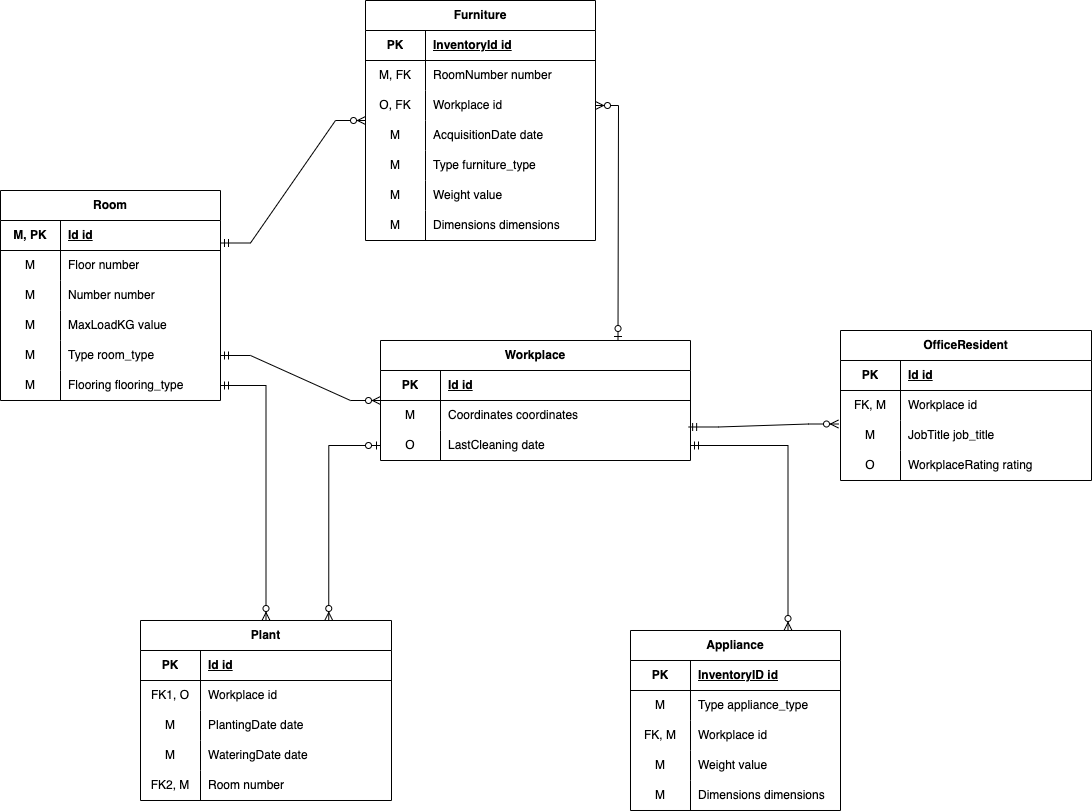 Furniture
PK InventoryId id
M, FK RoomNumber number
O, FK Workplace id
M AcquisitionDate date
M Type furniture_type
M Weight value
M Dimensions dimensions
Room
M, PK Id id
M Floor number
M Number number
M MaxLoadKG value
M Type room_type
M Flooring flooring_type
Workplace
PK Id id
M Coordinates coordinates
O LastCleaning date
OfficeResident
PK Id id
FK, M Workplace id
M JobTitle job_title
O WorkplaceRating rating
Plant
PK Id id
FK1, O Workplace id
M PlantingDate date
M WateringDate date
FK2, M Room number
Appliance
PK InventoryID id
M Type appliance_type
FK, M Workplace id
M Weight value
M Dimensions dimensions